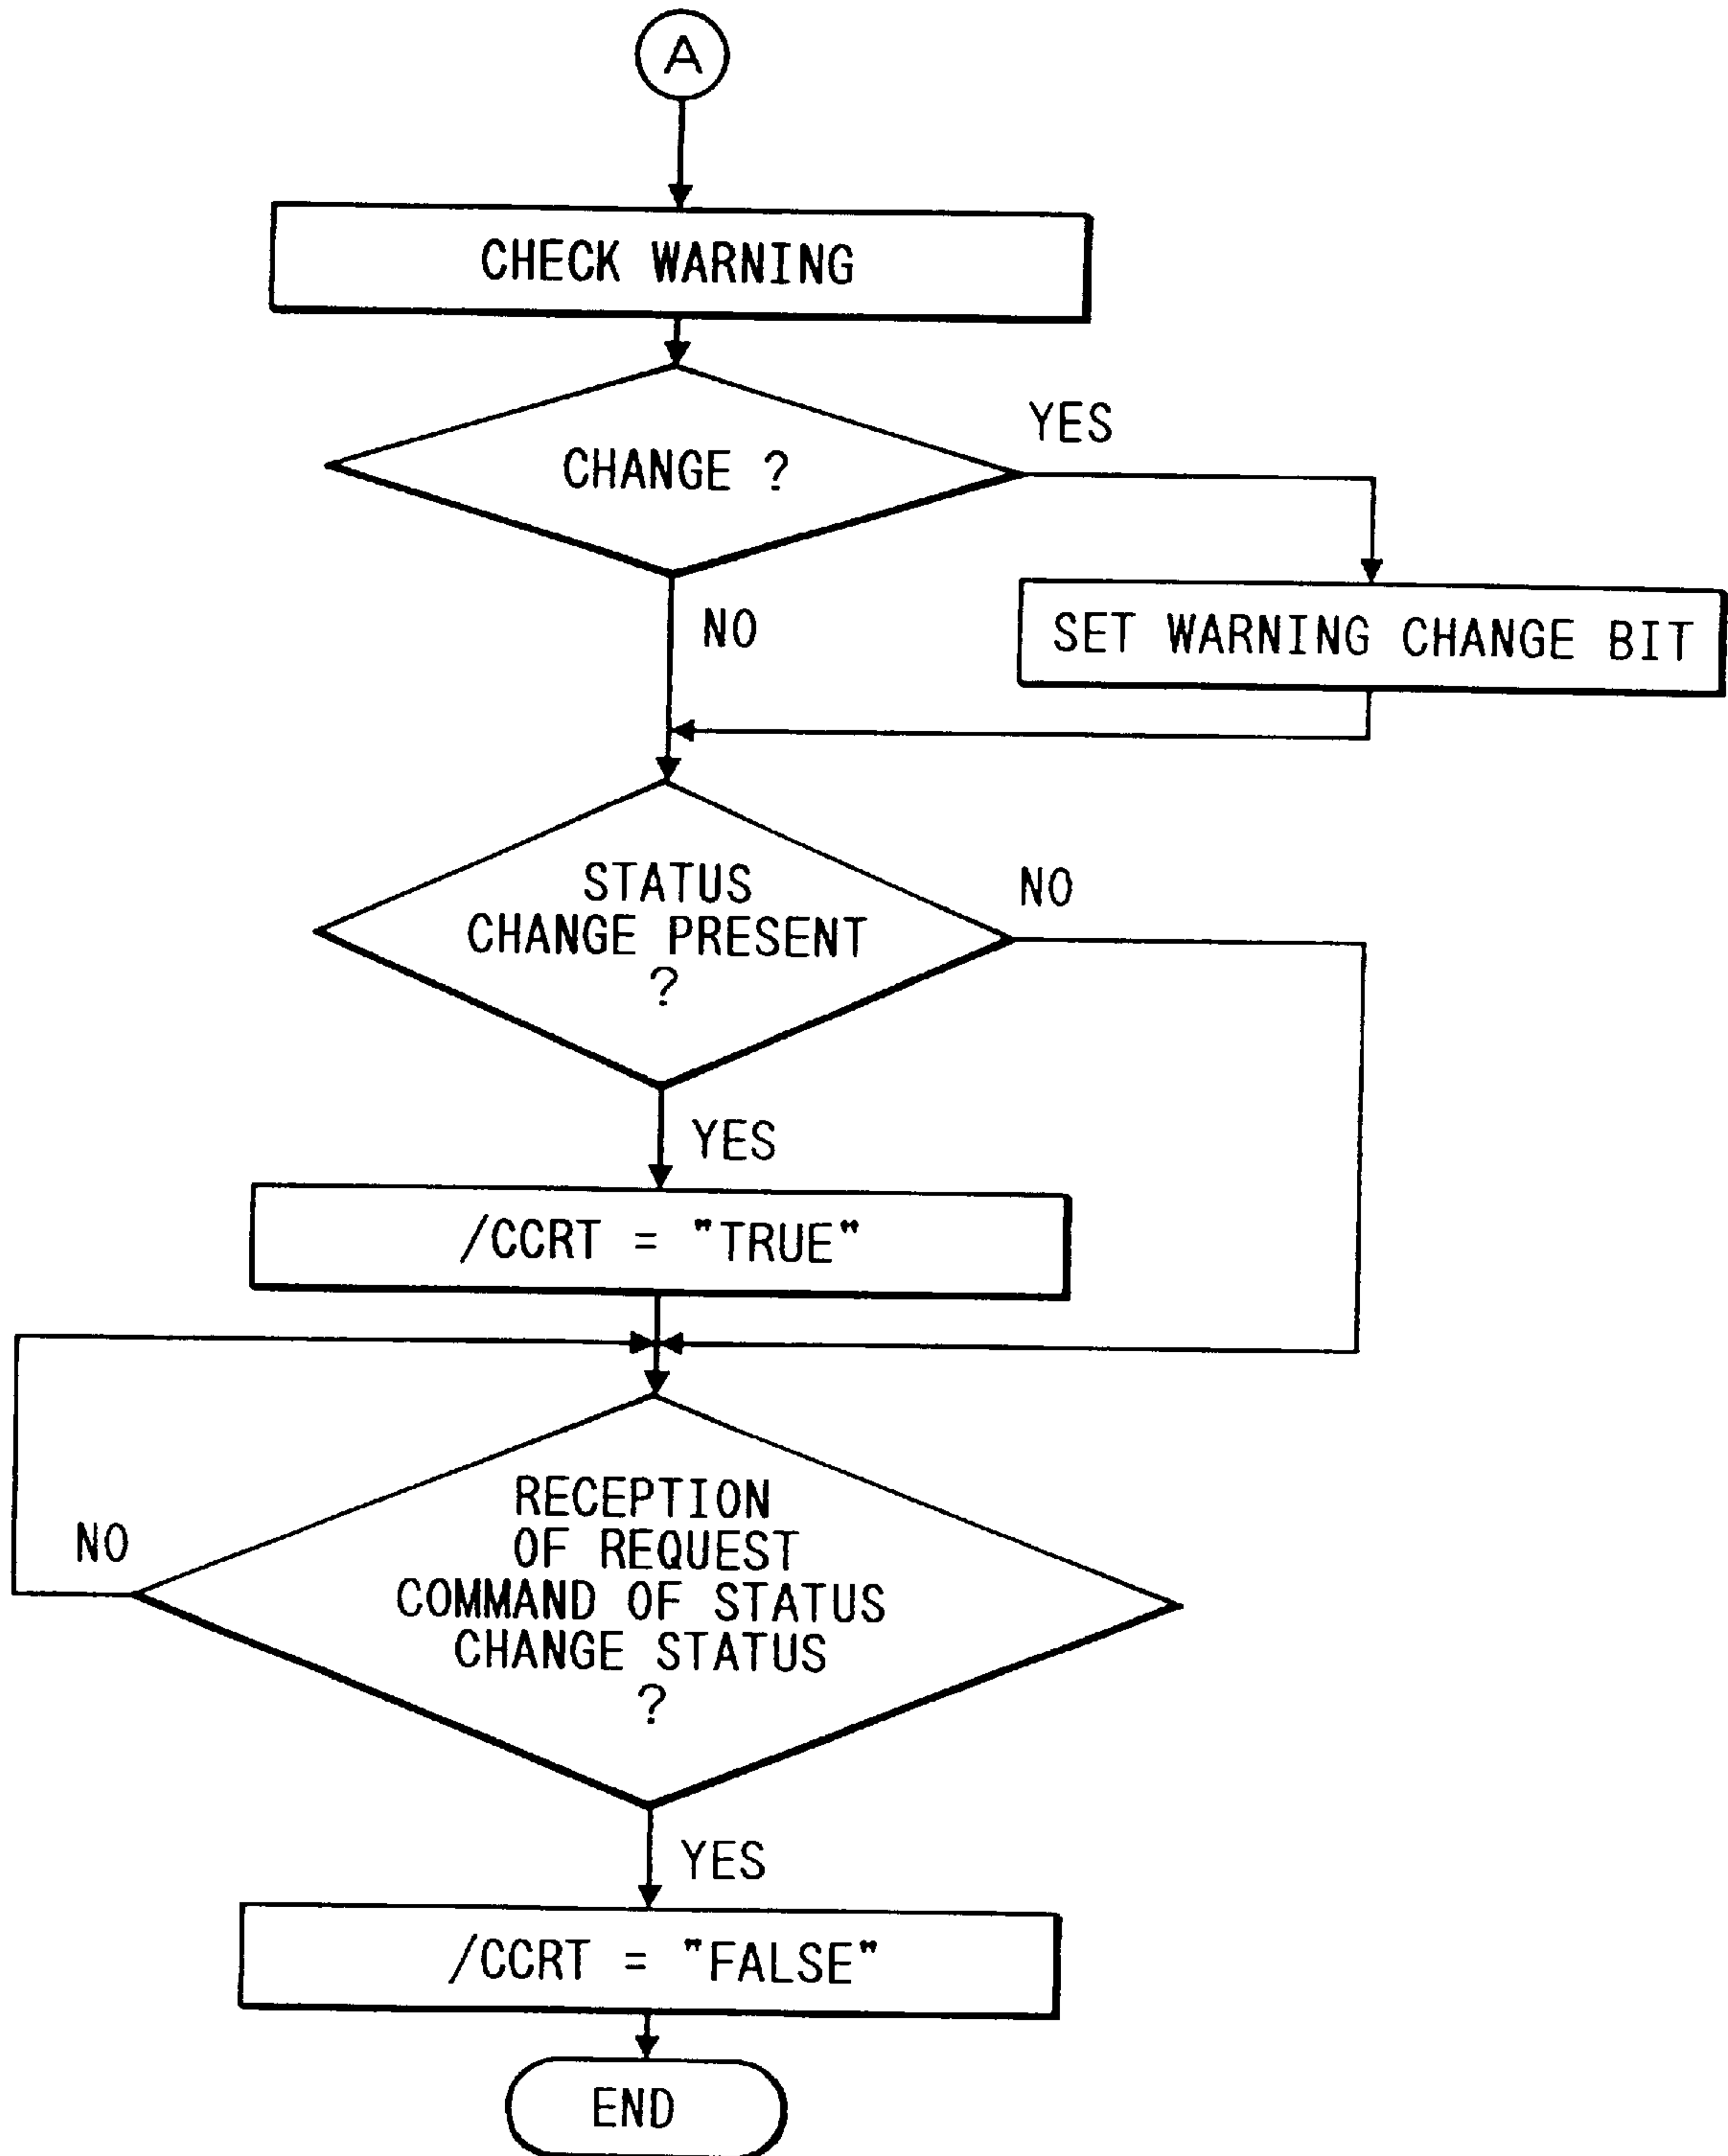 A
CHECK WARNING
CHANGE ?
YES
NO
SET WARNING CHANGE BIT
STATUS
CHANGE PRESENT
?
NO
YES
/CCRT = "TRUE"
RECEPTION
OF REQUEST
COMMAND OF STATUS
CHANGE STATUS
?
NO
YES
/CCRT = "FALSE"
END